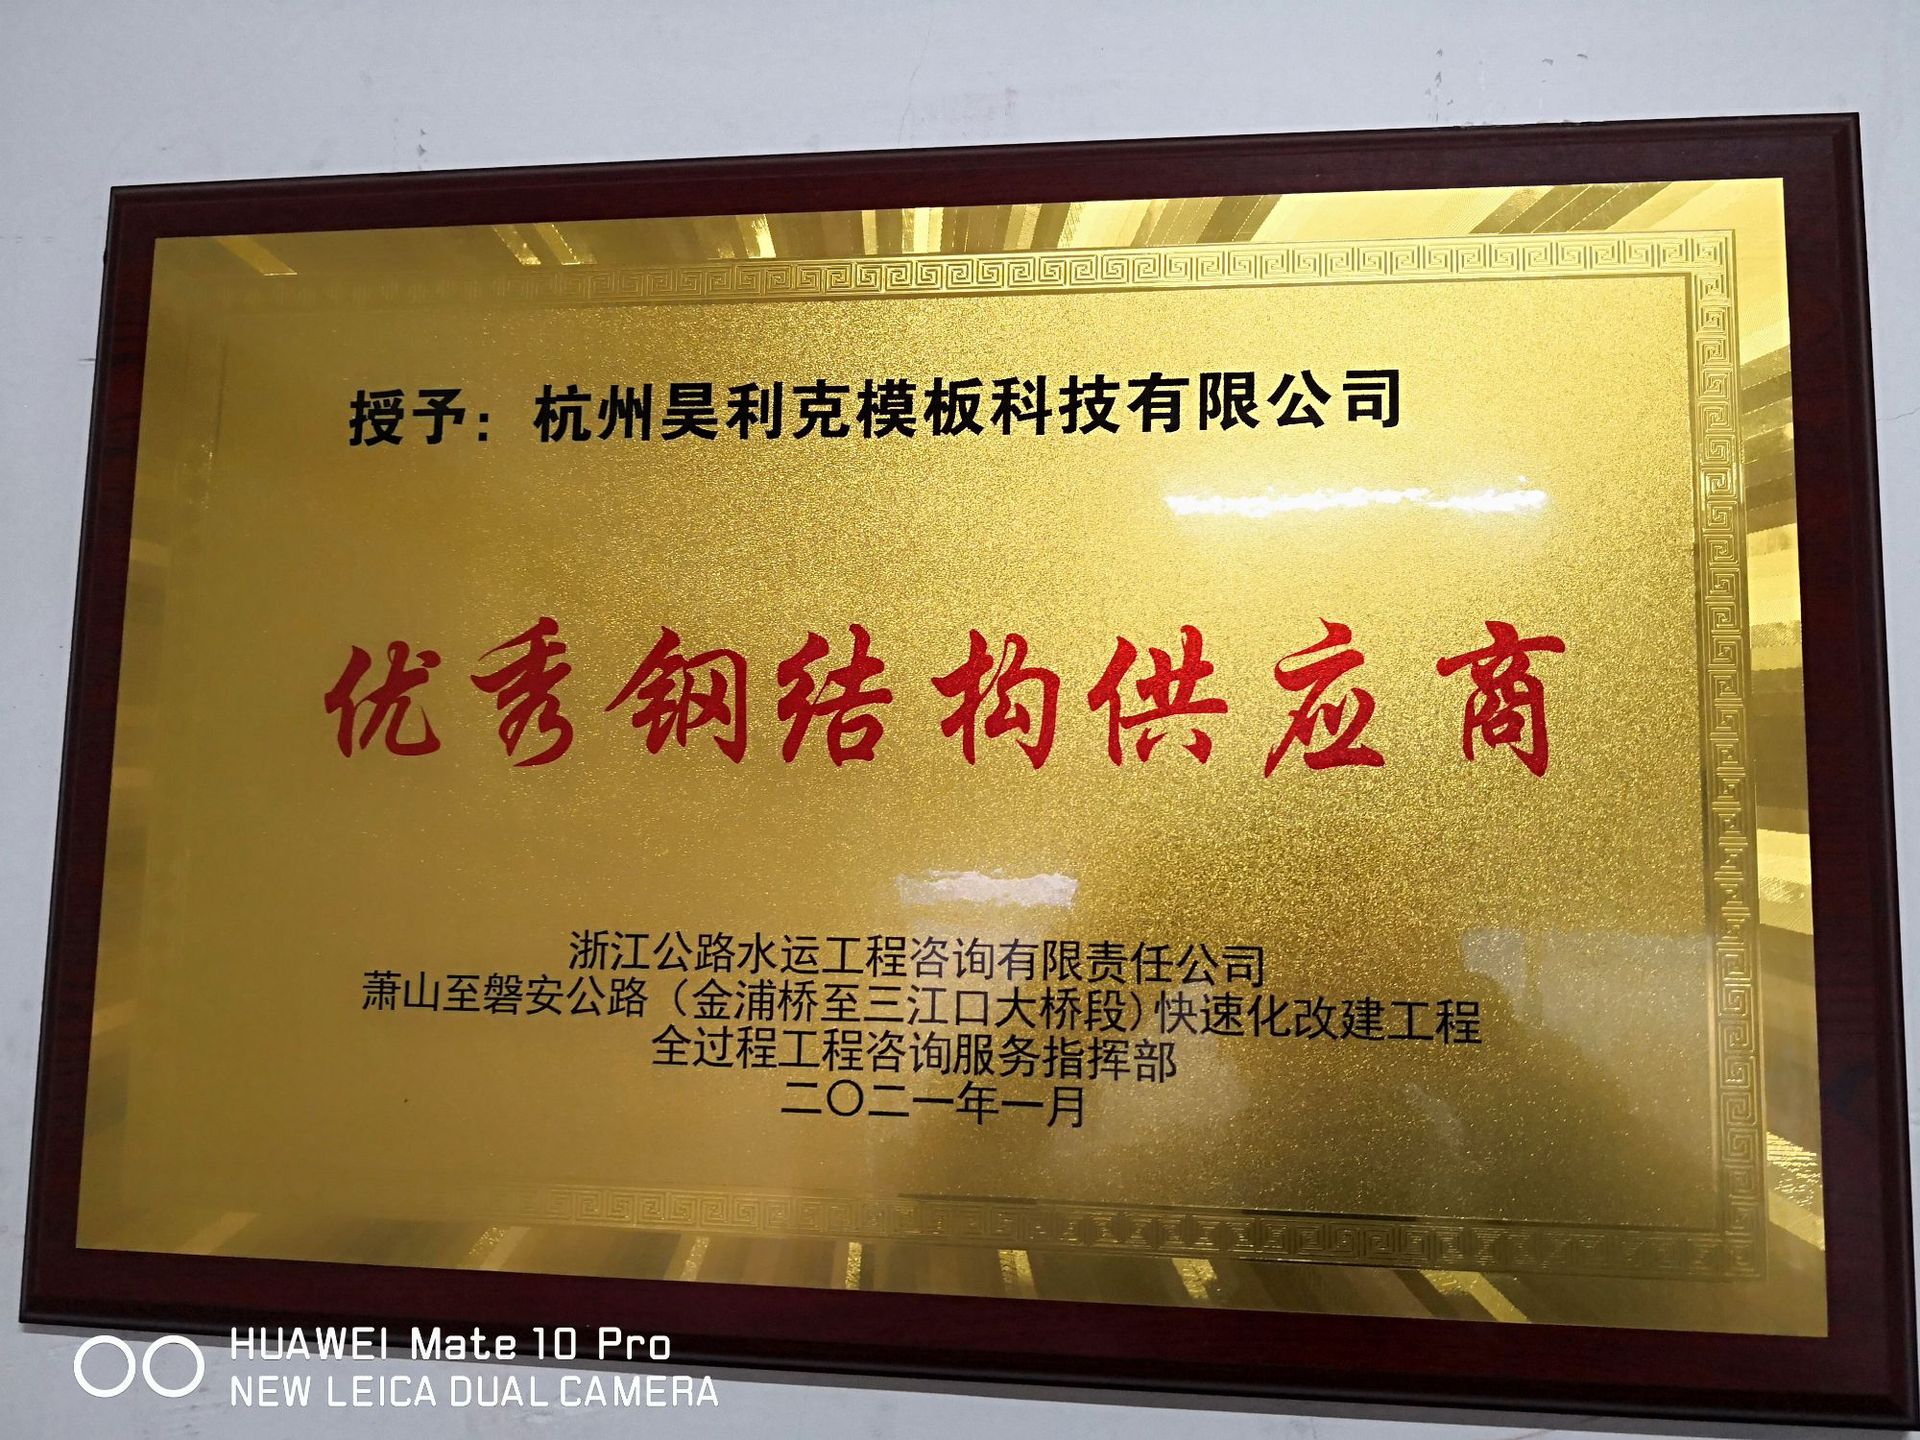 授予：杭州昊利克模板科技有限公司
优秀钢结构供应商
浙江公路水运工程咨询有限责任公司
萧山至磐安公路（金浦桥至三江口大桥段)快速化改建工程
全过程工程咨询服务指挥部
二〇二一年一月
HUAWEI Mate 10 Pro
NEW LEICA DUAL CAMERA